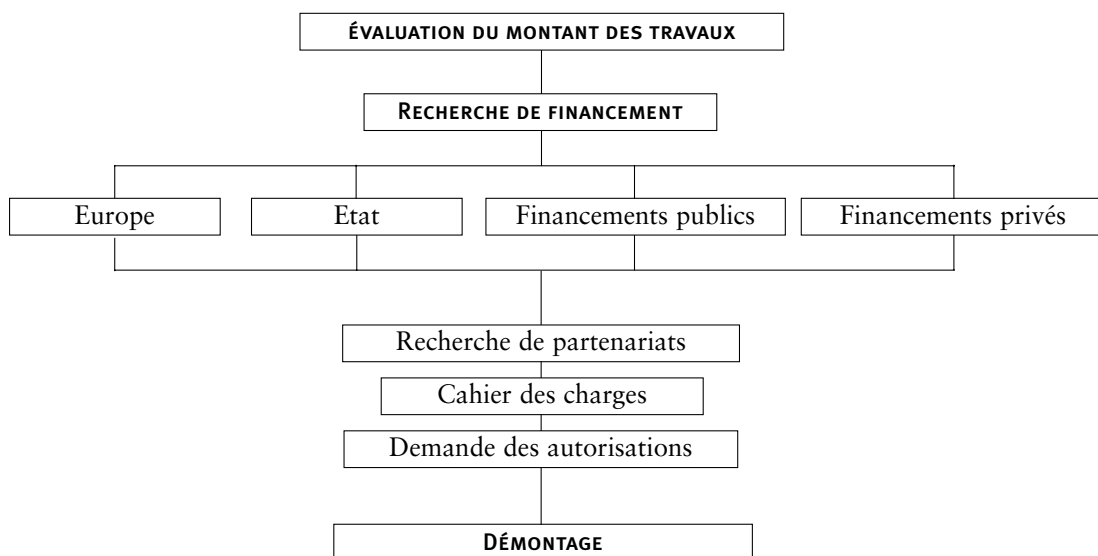 ÉVALUATION DU MONTANT DES TRAVAUX
RECHERCHE DE FINANCEMENT
Europe
Etat
Financements publics
Financements privés
Recherche de partenariats
Cahier des charges
Demande des autorisations
DÉMONTAGE